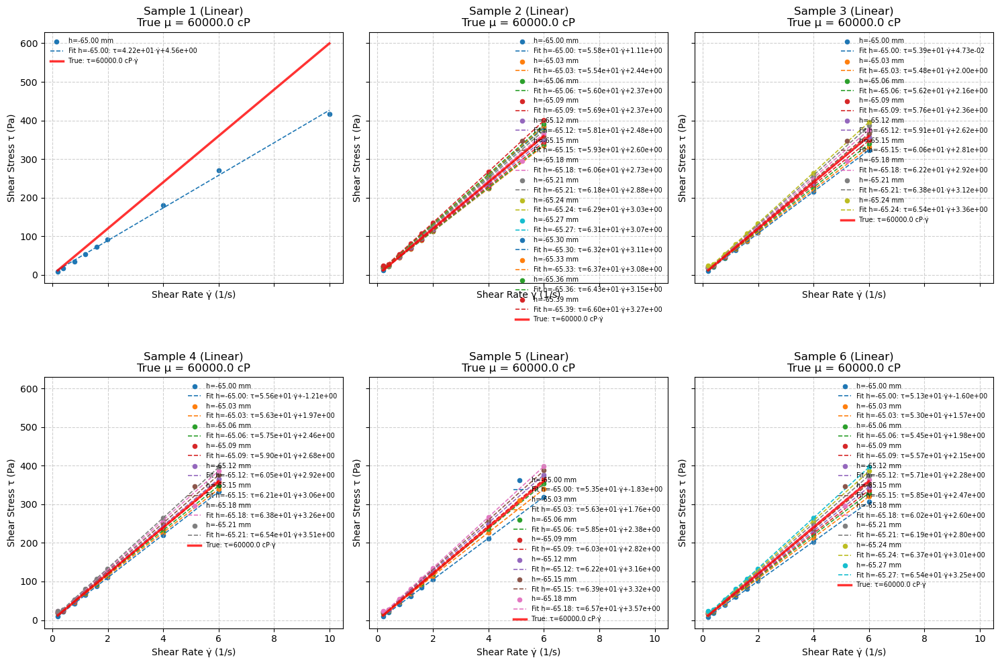 Sample 1 (Linear)
True μ = 60000.0 cP
600
500
400
300
200
100
0
Shear Stress τ (Pa)
Shear Rate γ̇ (1/s)
h=-65.00 mm
Fit h=-65.00: τ=4.22e+01·γ̇+4.56e+00
True: τ=60000.0 cP·γ̇
Sample 2 (Linear)
True μ = 60000.0 cP
Shear Stress τ (Pa)
Shear Rate γ̇ (1/s)
h=-65.00 mm
Fit h=-65.00: τ=5.58e+01·γ̇+1.11e+00
h=-65.03 mm
Fit h=-65.03: τ=5.54e+01·γ̇+2.44e+00
h=-65.06 mm
Fit h=-65.06: τ=5.60e+01·γ̇+2.37e+00
h=-65.09 mm
Fit h=-65.09: τ=5.69e+01·γ̇+2.37e+00
h=-65.12 mm
Fit h=-65.12: τ=5.81e+01·γ̇+2.48e+00
h=-65.15 mm
Fit h=-65.15: τ=5.93e+01·γ̇+2.60e+00
h=-65.18 mm
Fit h=-65.18: τ=6.06e+01·γ̇+2.73e+00
h=-65.21 mm
Fit h=-65.21: τ=6.18e+01·γ̇+2.88e+00
h=-65.24 mm
Fit h=-65.24: τ=6.29e+01·γ̇+3.03e+00
h=-65.27 mm
Fit h=-65.27: τ=6.31e+01·γ̇+3.07e+00
h=-65.30 mm
Fit h=-65.30: τ=6.32e+01·γ̇+3.11e+00
h=-65.33 mm
Fit h=-65.33: τ=6.37e+01·γ̇+3.08e+00
h=-65.36 mm
Fit h=-65.36: τ=6.43e+01·γ̇+3.15e+00
h=-65.39 mm
Fit h=-65.39: τ=6.60e+01·γ̇+3.27e+00
True: τ=60000.0 cP·γ̇
Sample 3 (Linear)
True μ = 60000.0 cP
Shear Stress τ (Pa)
Shear Rate γ̇ (1/s)
h=-65.00 mm
Fit h=-65.00: τ=5.39e+01·γ̇+4.73e-02
h=-65.03 mm
Fit h=-65.03: τ=5.48e+01·γ̇+2.00e+00
h=-65.06 mm
Fit h=-65.06: τ=5.62e+01·γ̇+2.16e+00
h=-65.09 mm
Fit h=-65.09: τ=5.76e+01·γ̇+2.36e+00
h=-65.12 mm
Fit h=-65.12: τ=5.91e+01·γ̇+2.62e+00
h=-65.15 mm
Fit h=-65.15: τ=6.06e+01·γ̇+2.81e+00
h=-65.18 mm
Fit h=-65.18: τ=6.22e+01·γ̇+2.92e+00
h=-65.21 mm
Fit h=-65.21: τ=6.38e+01·γ̇+3.12e+00
h=-65.24 mm
Fit h=-65.24: τ=6.54e+01·γ̇+3.36e+00
True: τ=60000.0 cP·γ̇
Sample 4 (Linear)
True μ = 60000.0 cP
600
500
400
300
200
100
0
Shear Stress τ (Pa)
0 2 4 6 8 10
Shear Rate γ̇ (1/s)
h=-65.00 mm
Fit h=-65.00: τ=5.56e+01·γ̇+-1.21e+00
h=-65.03 mm
Fit h=-65.03: τ=5.63e+01·γ̇+1.97e+00
h=-65.06 mm
Fit h=-65.06: τ=5.75e+01·γ̇+2.46e+00
h=-65.09 mm
Fit h=-65.09: τ=5.90e+01·γ̇+2.68e+00
h=-65.12 mm
Fit h=-65.12: τ=6.05e+01·γ̇+2.92e+00
h=-65.15 mm
Fit h=-65.15: τ=6.21e+01·γ̇+3.06e+00
h=-65.18 mm
Fit h=-65.18: τ=6.38e+01·γ̇+3.26e+00
h=-65.21 mm
Fit h=-65.21: τ=6.54e+01·γ̇+3.51e+00
True: τ=60000.0 cP·γ̇
Sample 5 (Linear)
True μ = 60000.0 cP
Shear Stress τ (Pa)
0 2 4 6 8 10
Shear Rate γ̇ (1/s)
h=-65.00 mm
Fit h=-65.00: τ=5.35e+01·γ̇+-1.83e+00
h=-65.03 mm
Fit h=-65.03: τ=5.63e+01·γ̇+1.76e+00
h=-65.06 mm
Fit h=-65.06: τ=5.85e+01·γ̇+2.38e+00
h=-65.09 mm
Fit h=-65.09: τ=6.03e+01·γ̇+2.82e+00
h=-65.12 mm
Fit h=-65.12: τ=6.22e+01·γ̇+3.16e+00
h=-65.15 mm
Fit h=-65.15: τ=6.39e+01·γ̇+3.32e+00
h=-65.18 mm
Fit h=-65.18: τ=6.57e+01·γ̇+3.57e+00
True: τ=60000.0 cP·γ̇
Sample 6 (Linear)
True μ = 60000.0 cP
Shear Stress τ (Pa)
0 2 4 6 8 10
Shear Rate γ̇ (1/s)
h=-65.00 mm
Fit h=-65.00: τ=5.13e+01·γ̇+-1.60e+00
h=-65.03 mm
Fit h=-65.03: τ=5.30e+01·γ̇+1.57e+00
h=-65.06 mm
Fit h=-65.06: τ=5.45e+01·γ̇+1.98e+00
h=-65.09 mm
Fit h=-65.09: τ=5.57e+01·γ̇+2.15e+00
h=-65.12 mm
Fit h=-65.12: τ=5.71e+01·γ̇+2.28e+00
h=-65.15 mm
Fit h=-65.15: τ=5.85e+01·γ̇+2.47e+00
h=-65.18 mm
Fit h=-65.18: τ=6.02e+01·γ̇+2.60e+00
h=-65.21 mm
Fit h=-65.21: τ=6.19e+01·γ̇+2.80e+00
h=-65.24 mm
Fit h=-65.24: τ=6.37e+01·γ̇+3.01e+00
h=-65.27 mm
Fit h=-65.27: τ=6.54e+01·γ̇+3.25e+00
True: τ=60000.0 cP·γ̇